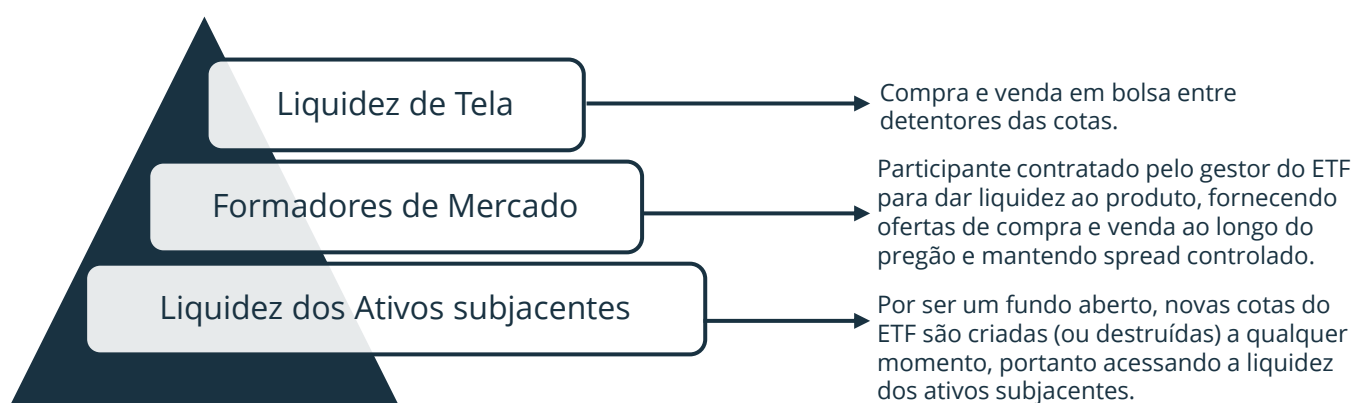 Liquidez de Tela
Compra e venda em bolsa entre
detentores das cotas.
Formadores de Mercado
Participante contratado pelo gestor do ETF
para dar liquidez ao produto, fornecendo
ofertas de compra e venda ao longo do
pregão e mantendo spread controlado.
Liquidez dos Ativos subjacentes
Por ser um fundo aberto, novas cotas do
ETF são criadas (ou destruídas) a qualquer
momento, portanto acessando a liquidez
dos ativos subjacentes.